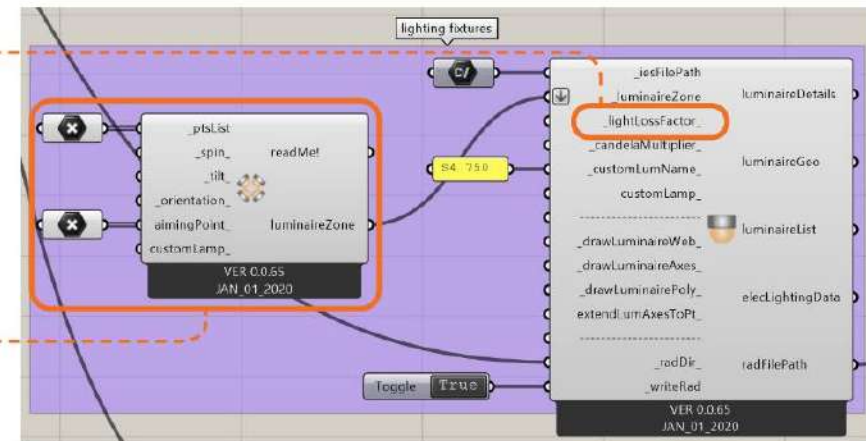 lighting fixtures
C/
_ptsList
_spin_
_tilt_
_orientation_
aimingPoint_
customLamp_
readMe!
luminaireZone
VER 0.0.65
JAN_01_2020
S4 750
Toggle True
_iesFilePath
_luminaireZone
_lightLossFactor_
_candelaMultiplier_
_customLumName_
customLamp_
_drawLuminaireWeb_
_drawLuminaireAxes_
_drawLuminairePoly_
extendLumAxesToPt_
_radDir_
_writeRad
luminaireDetails
luminaireGeo
luminaireList
elecLightingData
radFilePath
VER 0.0.65
JAN_01_2020